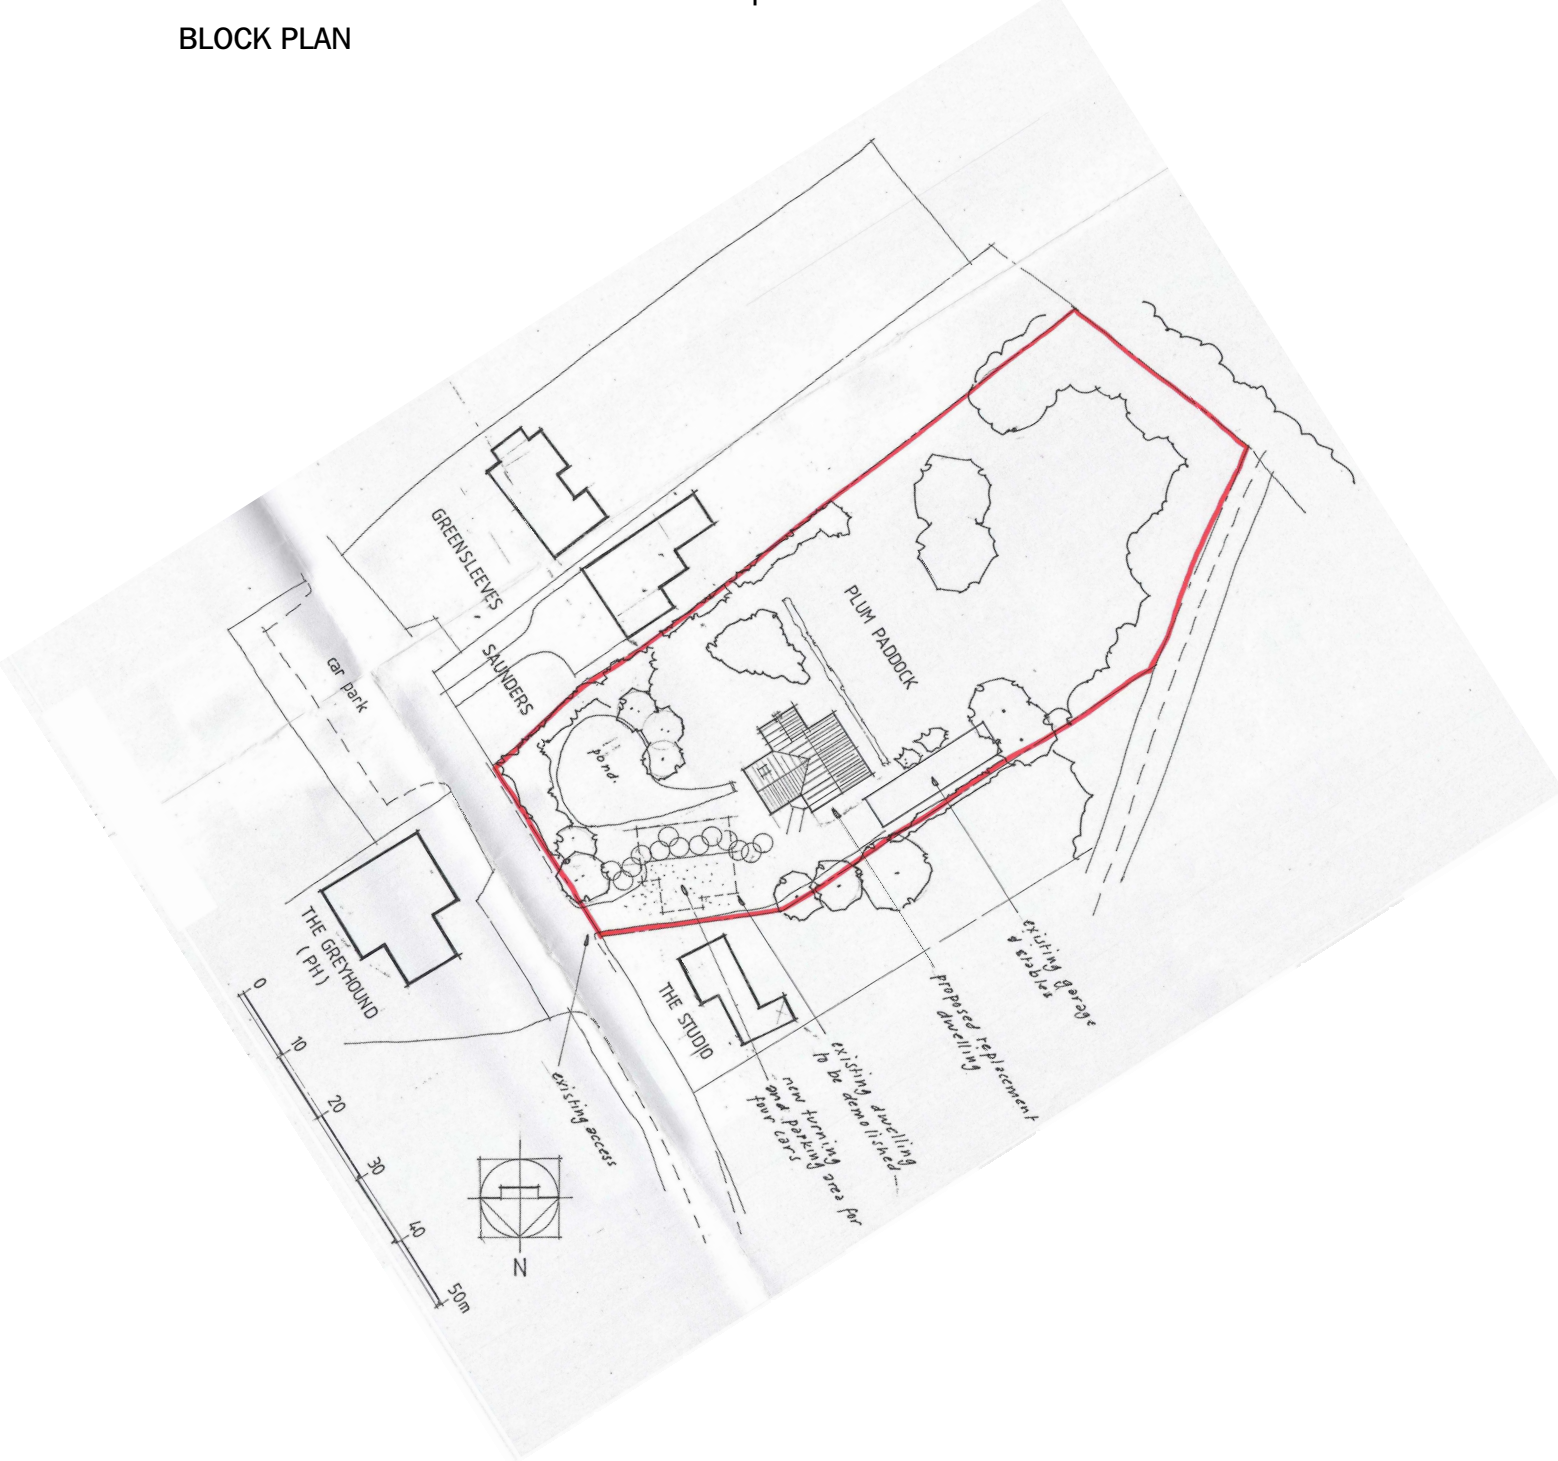 BLOCK PLAN
GREENSLEEVES
SAUNDERS
car park
PLUM PADDOCK
pond.
THE GREYHOUND
(PH)
THE STUDIO
existing garage
& stables
proposed replacement
dwelling
existing dwelling
to be demolished
new turning
and parking area for
four cars
existing access
0
10
20
30
40
50m
N